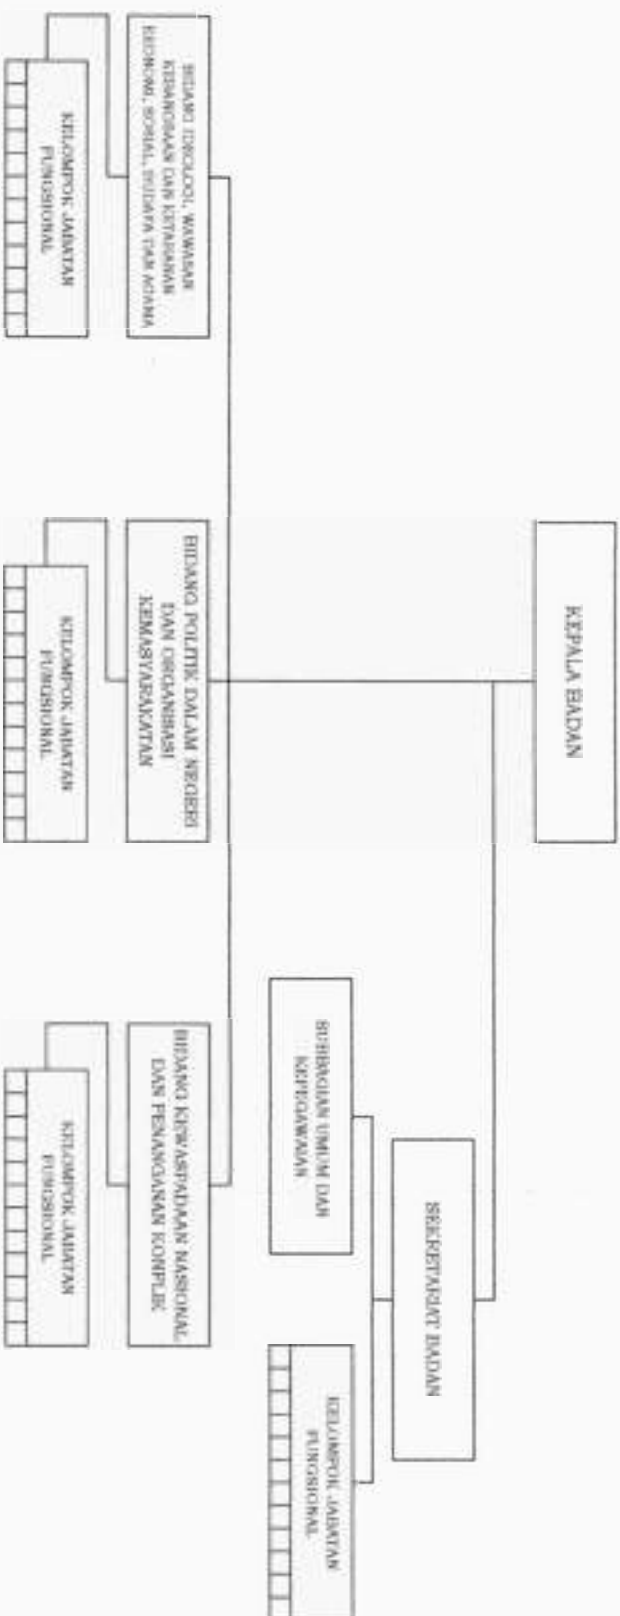 KEPALA BADAN
SEKRETARIAT BADAN
SUBBAGIAN UMUM DAN
KEPEGAWAIAN
KELOMPOK JABATAN
FUNGSIONAL
BIDANG IDEOLOGI, WAWASAN
KEBANGSAAN DAN KETAHANAN
EKONOMI, SOSIAL, BUDAYA DAN AGAMA
BIDANG POLITIK DALAM NEGERI
DAN ORGANISASI
KEMASYARAKATAN
BIDANG KEWASPADAAN NASIONAL
DAN PENANGANAN KONFLIK
KELOMPOK JABATAN
FUNGSIONAL
KELOMPOK JABATAN
FUNGSIONAL
KELOMPOK JABATAN
FUNGSIONAL